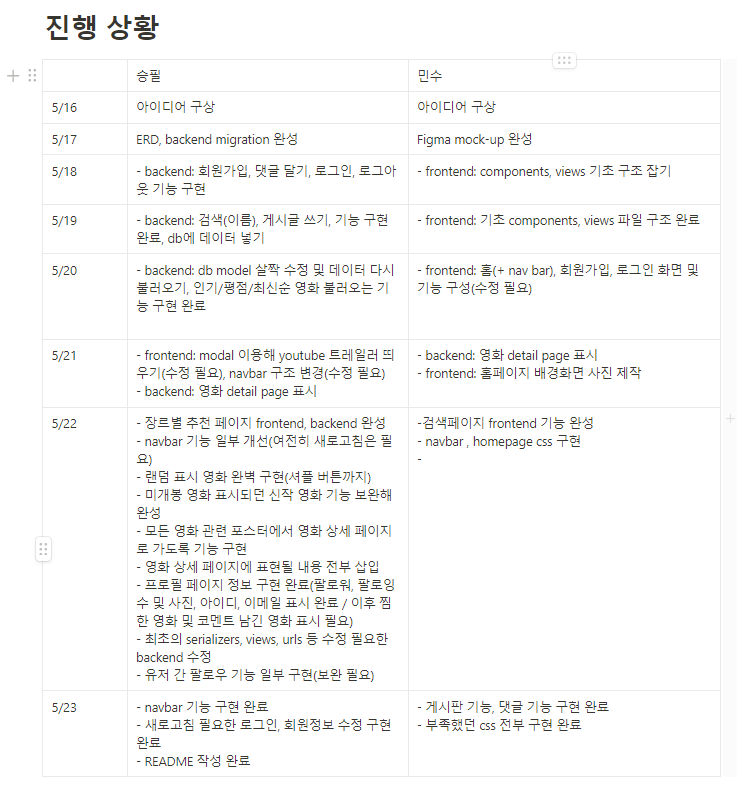 진행 상황
승필 민수
5/16 아이디어 구상 아이디어 구상
5/17 ERD, backend migration 완성 Figma mock-up 완성
5/18
- backend: 회원가입, 댓글 달기, 로그인, 로그아
웃 기능 구현
- frontend: components, views 기초 구조 잡기
5/19
- backend: 검색(이름), 게시글 쓰기, 기능 구현
완료, db에 데이터 넣기
- frontend: 기초 components, views 파일 구조 완료
5/20
- backend: db model 살짝 수정 및 데이터 다시
불러오기, 인기/평점/최신순 영화 불러오는 기
능 구현 완료
- frontend: 홈(+ nav bar), 회원가입, 로그인 화면 및
기능 구성(수정 필요)
5/21
- frontend: modal 이용해 youtube 트레일러 띄
우기(수정 필요), navbar 구조 변경(수정 필요)
- backend: 영화 detail page 표시
- backend: 영화 detail page 표시
- frontend: 홈페이지 배경화면 사진 제작
5/22
- 장르별 추천 페이지 frontend, backend 완성
- navbar 기능 일부 개선(여전히 새로고침은 필
요)
- 랜덤 표시 영화 완벽 구현(셔플 버튼까지)
- 미개봉 영화 표시되던 신작 영화 기능 보완해
완성
- 모든 영화 관련 포스터에서 영화 상세 페이지
로 가도록 기능 구현
- 영화 상세 페이지에 표현될 내용 전부 삽입
- 프로필 페이지 정보 구현 완료(팔로워, 팔로잉
수 및 사진, 아이디, 이메일 표시 완료 / 이후 찜
한 영화 및 코멘트 남긴 영화 표시 필요)
- 최초의 serializers, views, urls 등 수정 필요한
backend 수정
- 유저 간 팔로우 기능 일부 구현(보완 필요)
-검색페이지 frontend 기능 완성
- navbar , homepage css 구현
-
5/23
- navbar 기능 구현 완료
- 새로고침 필요한 로그인, 회원정보 수정 구현
완료
- README 작성 완료
- 게시판 기능, 댓글 기능 구현 완료
- 부족했던 css 전부 구현 완료